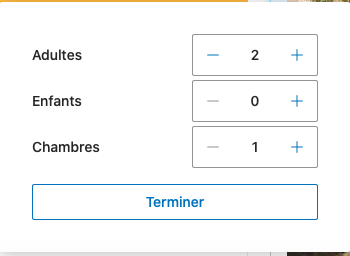 Adultes − 2 +
Enfants − 0 +
Chambres − 1 +
Terminer